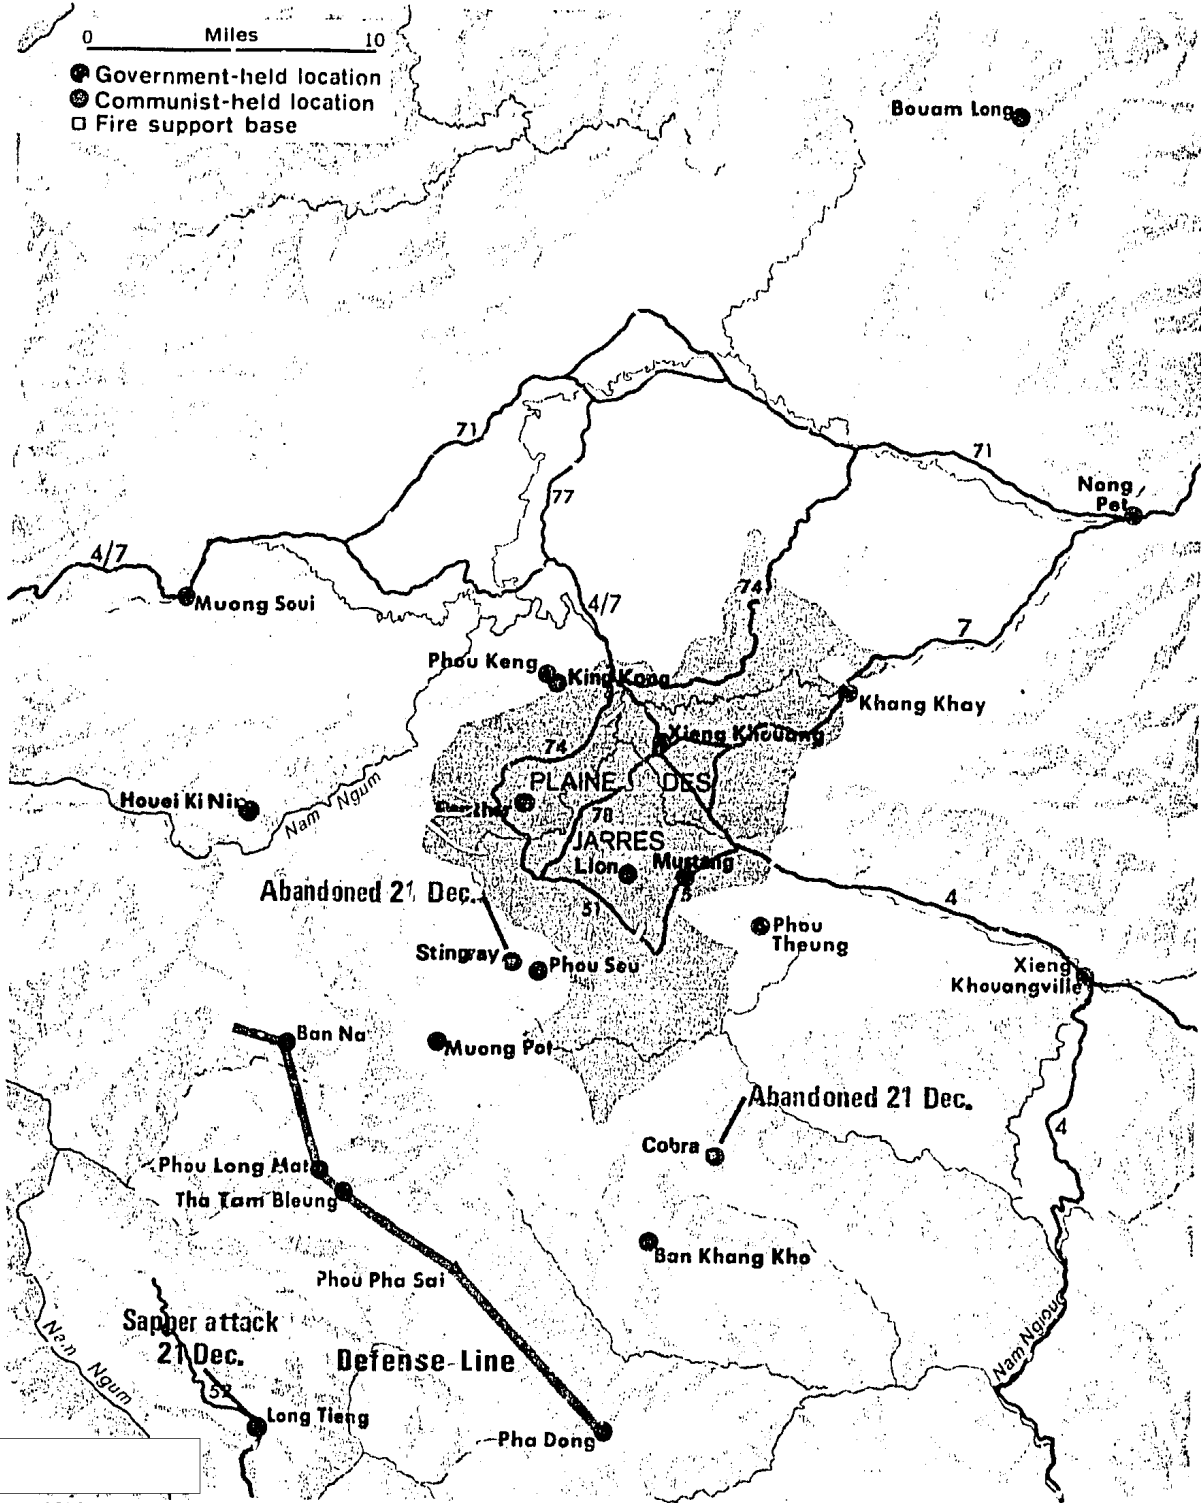 0 Miles 10
Government-held location
Communist-held location
Fire support base
Bouam Long
71
71
77
Nong
Pet
4/7
Muong Soui
4/7
74
7
Phou Keng
King Kong
Khang Khay
Xieng Khouang
74
PLAINE DES
JARRES
Houei Ki Nin
Nam Ngum
78
Lion
Mustang
5
Abandoned 21 Dec.
51
4
Phou
Theung
Stingray
Phou Seu
Xieng
Khouangville
Ban Na
Muong Pot
Abandoned 21 Dec.
4
Cobra
Phou Long Mat
Tha Tam Bleung
Ban Khang Kho
Phou Pha Sai
Sapper attack
21 Dec.
Nam Ngum
Defense Line
Nam Ngiou
52
Long Tieng
Pha Dong